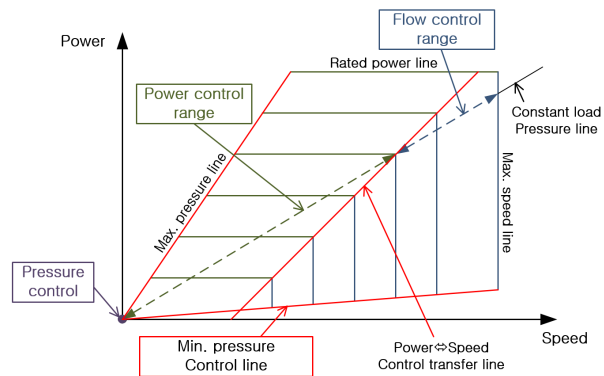 Power
Flow control
range
Rated power line
Power control
range
Constant load
Pressure line
Max. pressure line
Max. speed line
Pressure
control
Min. pressure
Control line
Power⇔Speed
Control transfer line
Speed